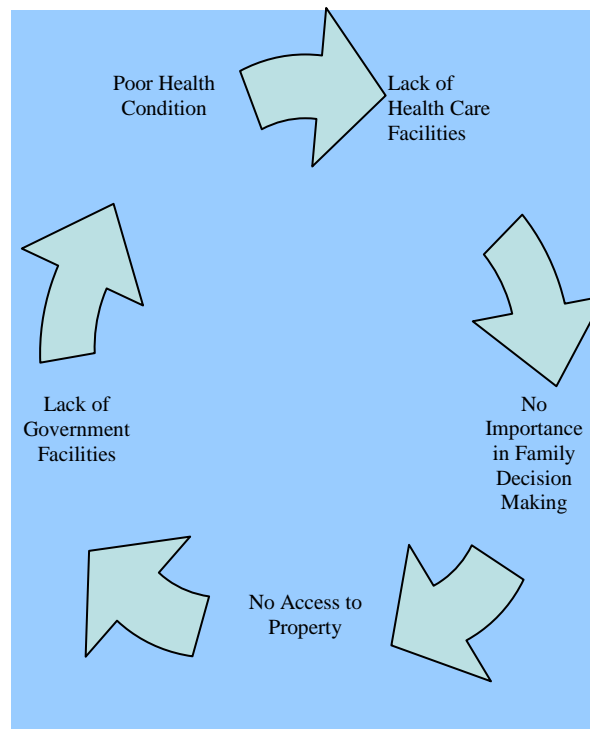 Poor Health
Condition
Lack of
Health Care
Facilities
No
Importance
in Family
Decision
Making
No Access to
Property
Lack of
Government
Facilities